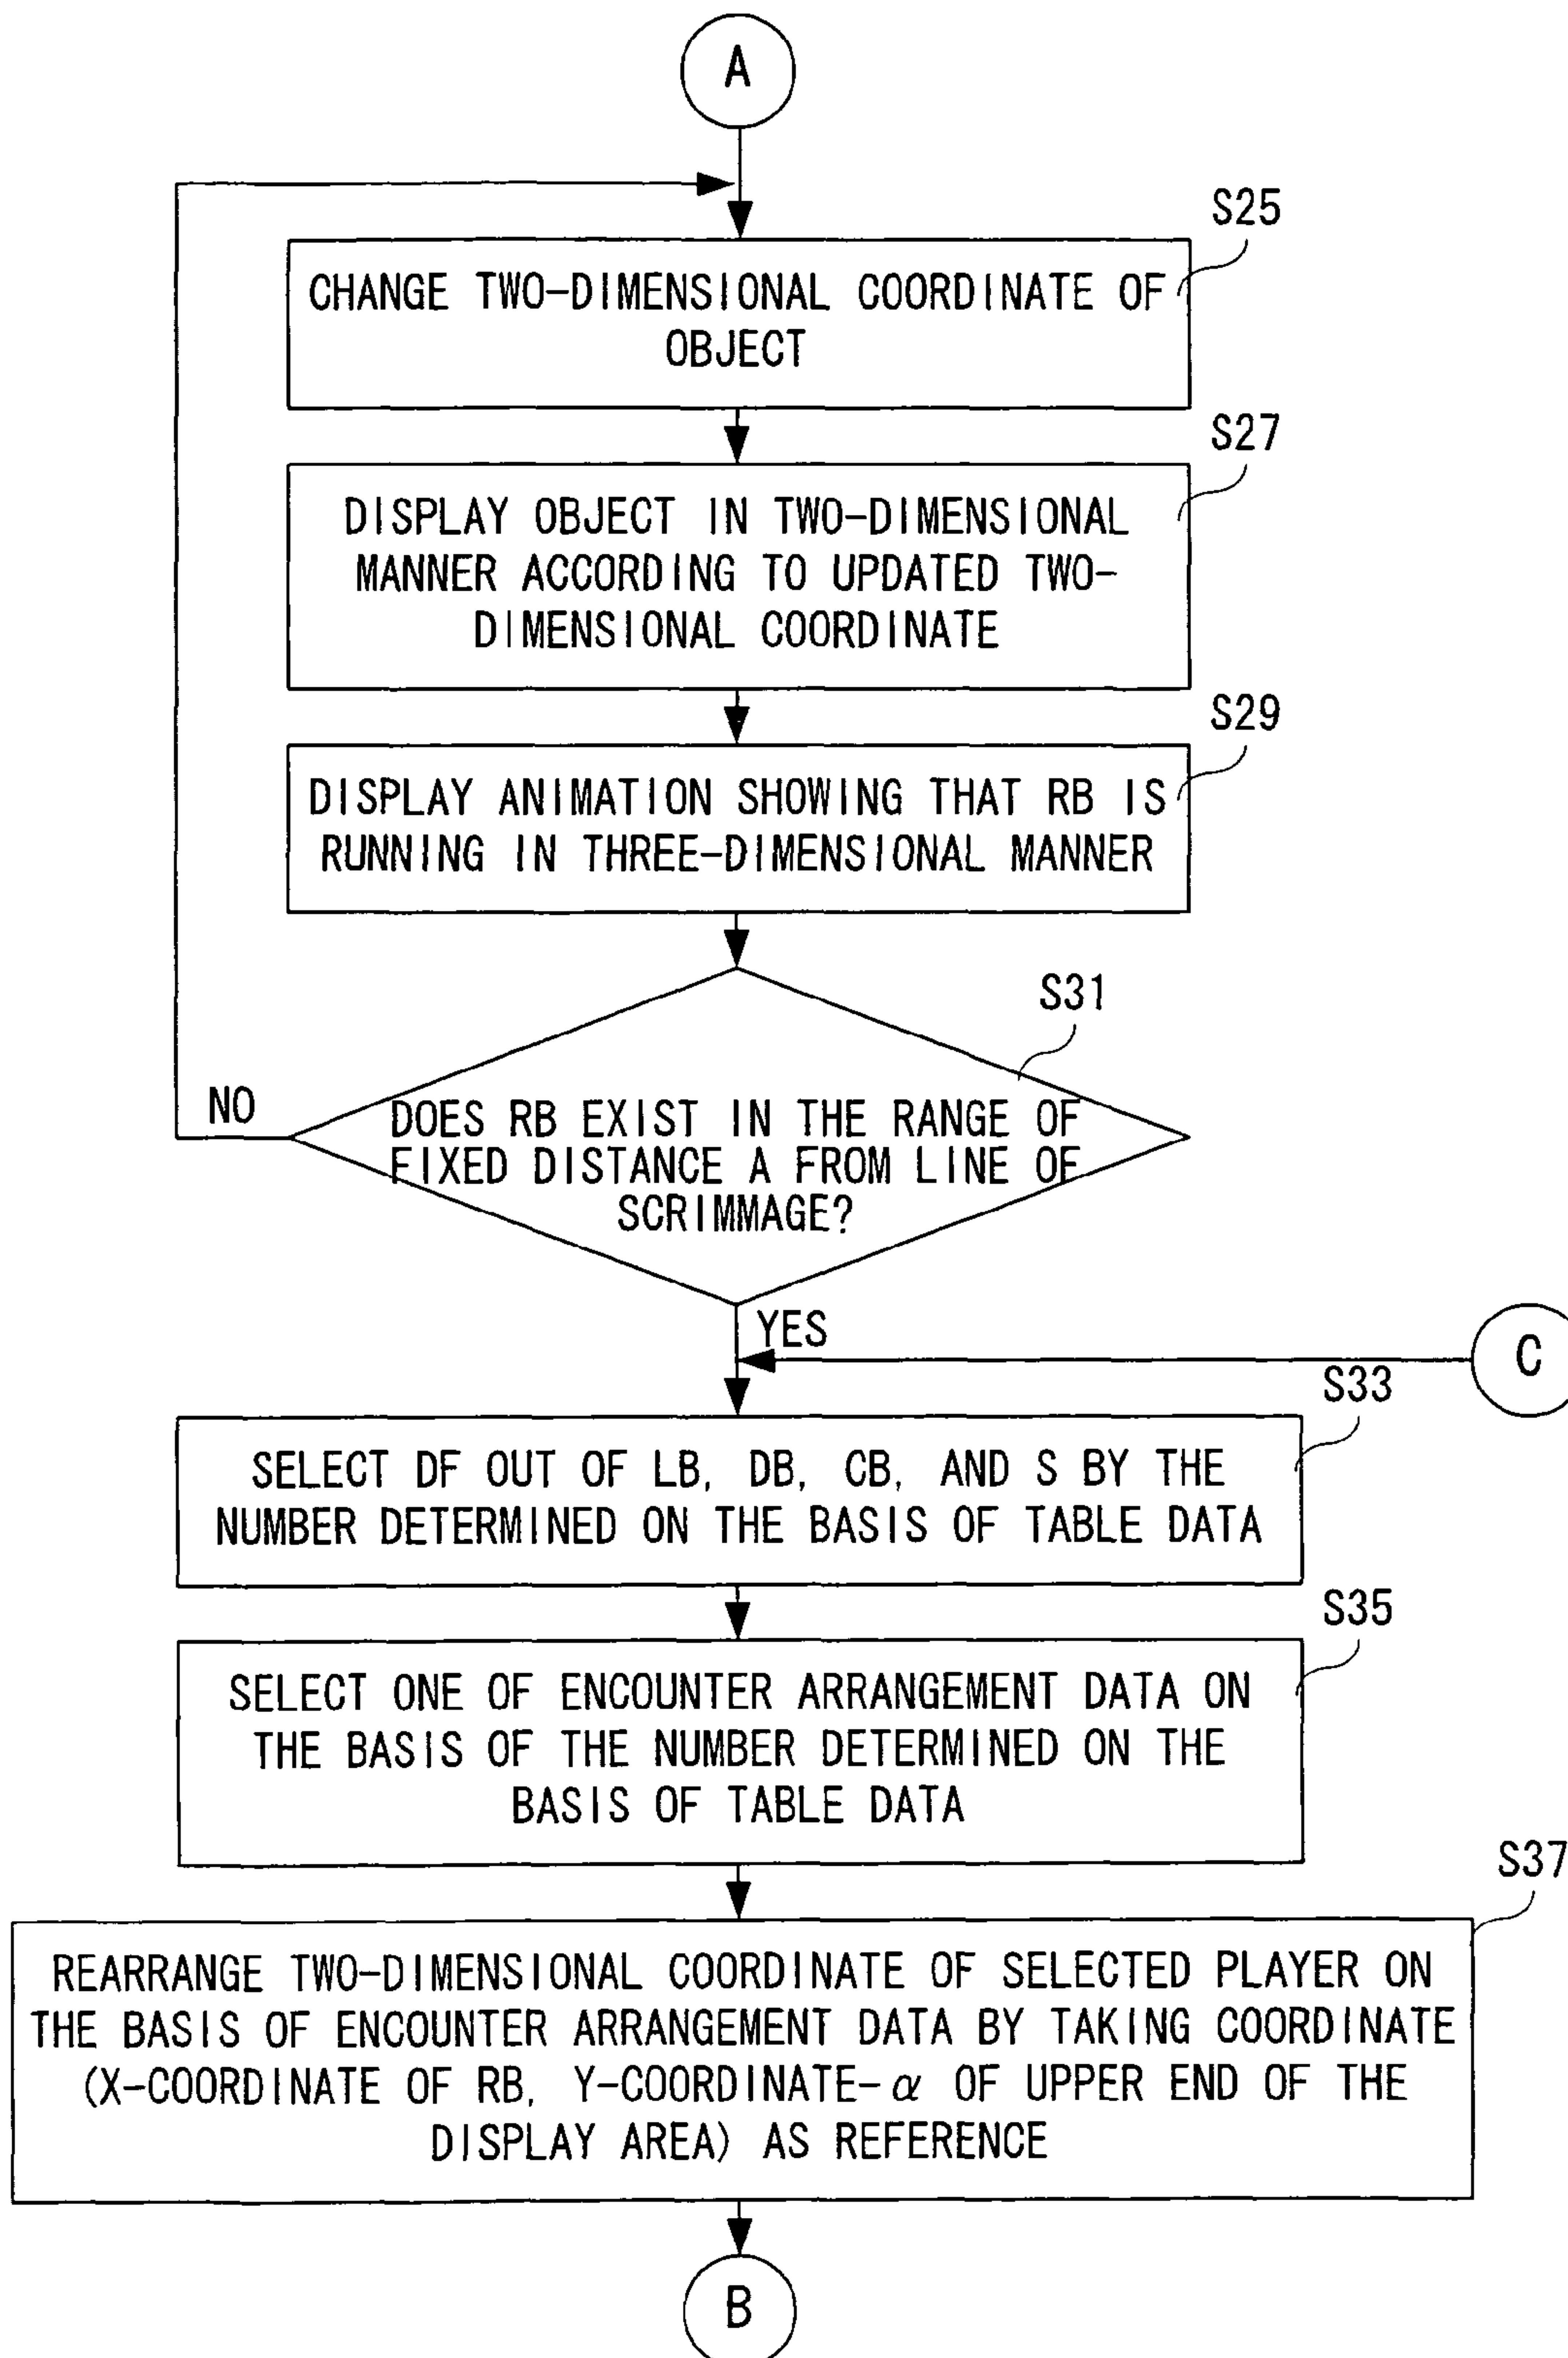 A
S25
CHANGE TWO-DIMENSIONAL COORDINATE OF
OBJECT
S27
DISPLAY OBJECT IN TWO-DIMENSIONAL
MANNER ACCORDING TO UPDATED TWO-
DIMENSIONAL COORDINATE
S29
DISPLAY ANIMATION SHOWING THAT RB IS
RUNNING IN THREE-DIMENSIONAL MANNER
S31
NO
DOES RB EXIST IN THE RANGE OF
FIXED DISTANCE A FROM LINE OF
SCRIMMAGE?
YES
C
S33
SELECT DF OUT OF LB, DB, CB, AND S BY THE
NUMBER DETERMINED ON THE BASIS OF TABLE DATA
S35
SELECT ONE OF ENCOUNTER ARRANGEMENT DATA ON
THE BASIS OF THE NUMBER DETERMINED ON THE
BASIS OF TABLE DATA
S37
REARRANGE TWO-DIMENSIONAL COORDINATE OF SELECTED PLAYER ON
THE BASIS OF ENCOUNTER ARRANGEMENT DATA BY TAKING COORDINATE
(X-COORDINATE OF RB, Y-COORDINATE-α OF UPPER END OF THE
DISPLAY AREA) AS REFERENCE
B